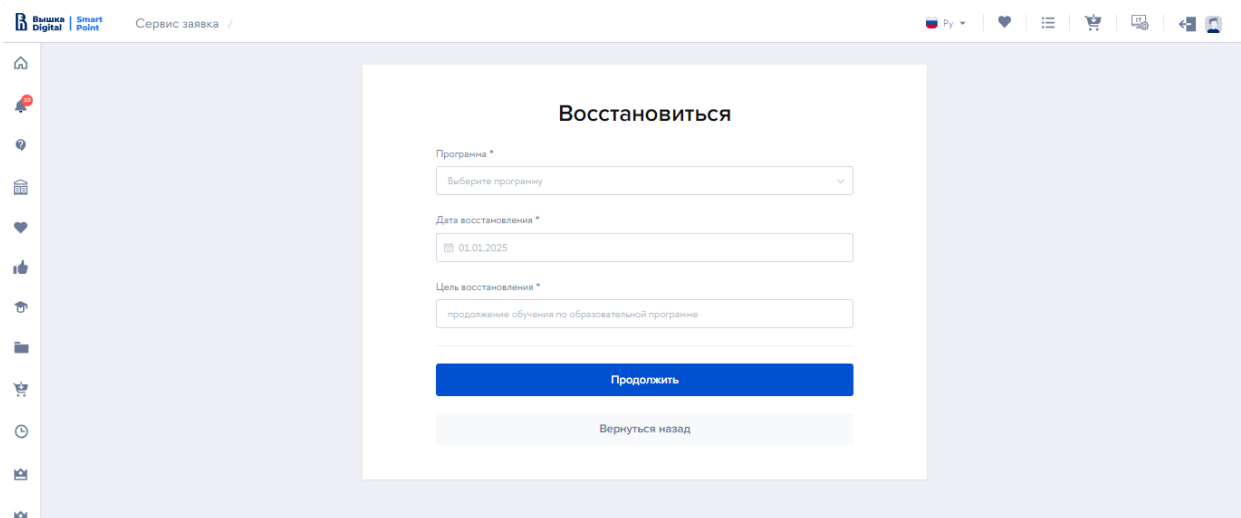 Вышка Digital | Smart Point
Сервис заявка /
Ру
Восстановиться
Программа *
Выберите программу
Дата восстановления *
01.01.2025
Цель восстановления *
продолжение обучения по образовательной программе
Продолжить
Вернуться назад